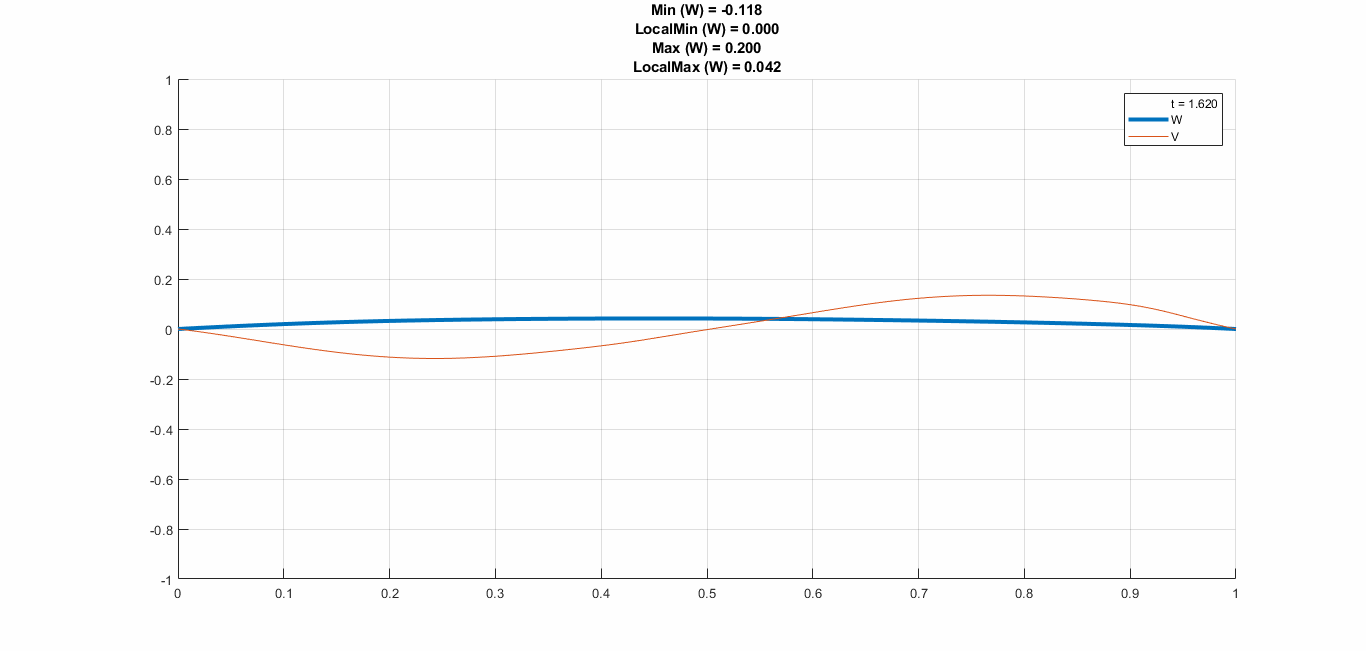 Min (W) = -0.118
LocalMin (W) = 0.000
Max (W) = 0.200
LocalMax (W) = 0.042
t = 1.620
W
V
1
0.8
0.6
0.4
0.2
0
-0.2
-0.4
-0.6
-0.8
-1
0 0.1 0.2 0.3 0.4 0.5 0.6 0.7 0.8 0.9 1